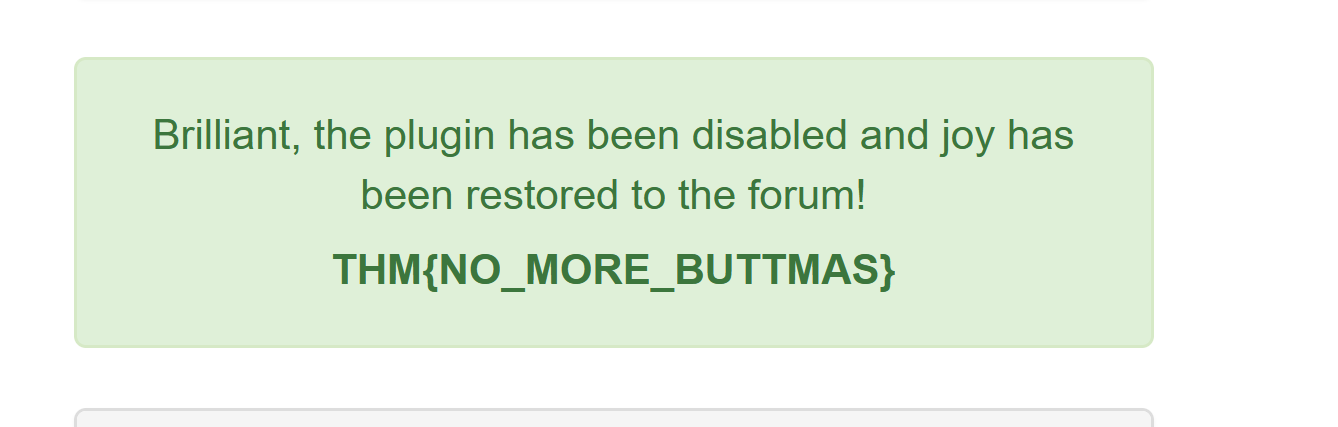 Brilliant, the plugin has been disabled and joy has
been restored to the forum!
THM{NO_MORE_BUTTMAS}